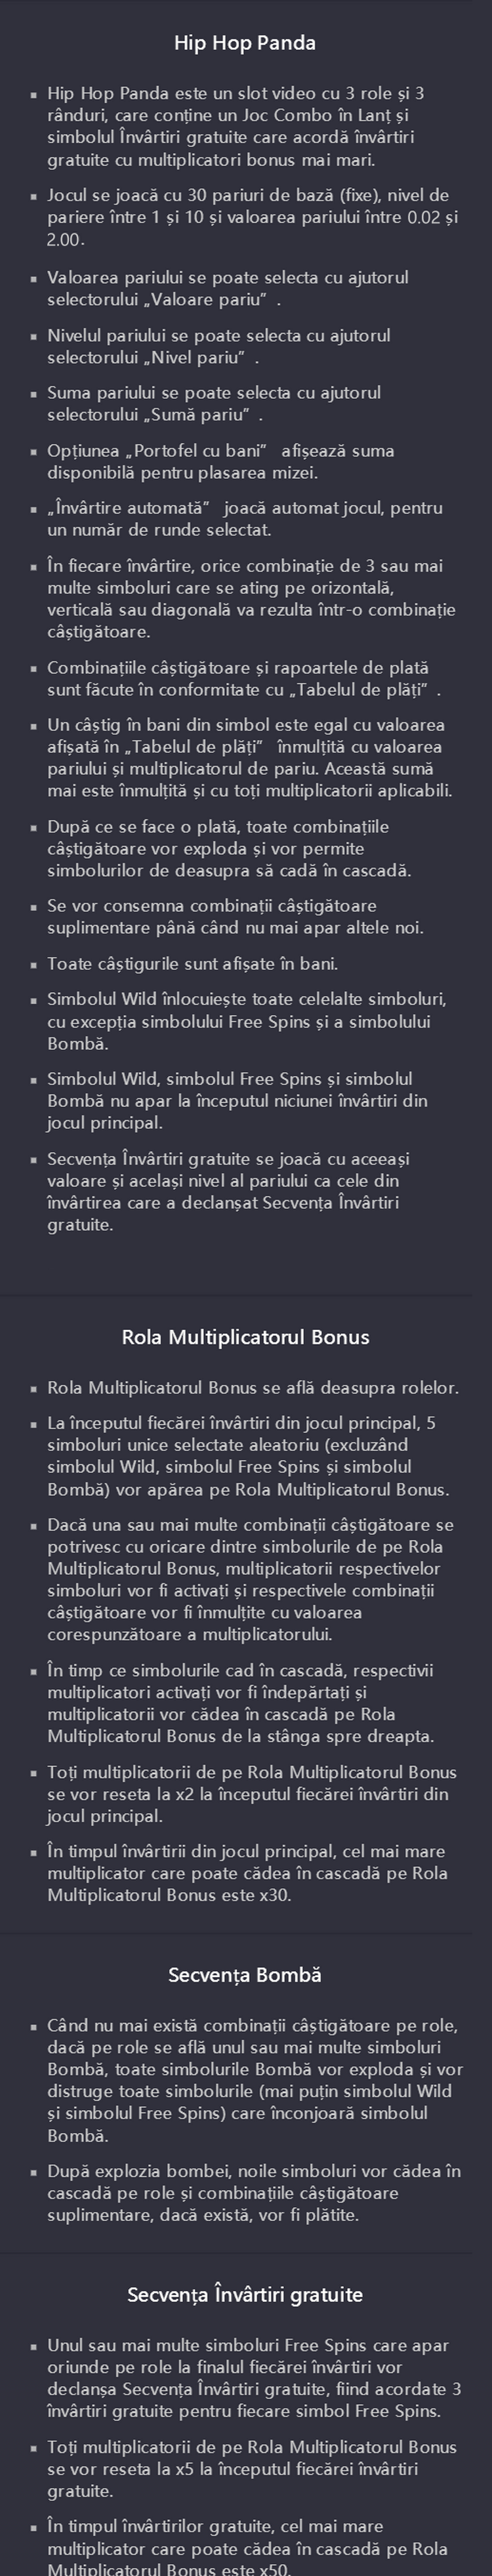 Hip Hop Panda
▪ Hip Hop Panda este un slot video cu 3 role și 3
rânduri, care conține un Joc Combo în Lanț și
simbolul Învârtiri gratuite care acordă învârtiri
gratuite cu multiplicatori bonus mai mari.
▪ Jocul se joacă cu 30 pariuri de bază (fixe), nivel de
pariere între 1 și 10 și valoarea pariului între 0.02 și
2.00.
▪ Valoarea pariului se poate selecta cu ajutorul
selectorului „Valoare pariu” .
▪ Nivelul pariului se poate selecta cu ajutorul
selectorului „Nivel pariu” .
▪ Suma pariului se poate selecta cu ajutorul
selectorului „Sumă pariu” .
▪ Opțiunea „Portofel cu bani” afișează suma
disponibilă pentru plasarea mizei.
▪ „Învârtire automată” joacă automat jocul, pentru
un număr de runde selectat.
▪ În fiecare învârtire, orice combinație de 3 sau mai
multe simboluri care se ating pe orizontală,
verticală sau diagonală va rezulta într-o combinație
câștigătoare.
▪ Combinațiile câștigătoare și rapoartele de plată
sunt făcute în conformitate cu „Tabelul de plăți” .
▪ Un câștig în bani din simbol este egal cu valoarea
afișată în „Tabelul de plăți” înmulțită cu valoarea
pariului și multiplicatorul de pariu. Această sumă
mai este înmulțită și cu toți multiplicatorii aplicabili.
▪ După ce se face o plată, toate combinațiile
câștigătoare vor exploda și vor permite
simbolurilor de deasupra să cadă în cascadă.
▪ Se vor consemna combinații câștigătoare
suplimentare până când nu mai apar altele noi.
▪ Toate câștigurile sunt afișate în bani.
▪ Simbolul Wild înlocuiește toate celelalte simboluri,
cu excepția simbolului Free Spins și a simbolului
Bombă.
▪ Simbolul Wild, simbolul Free Spins și simbolul
Bombă nu apar la începutul niciunei învârtiri din
jocul principal.
▪ Secvența Învârtiri gratuite se joacă cu aceeași
valoare și același nivel al pariului ca cele din
învârtirea care a declanșat Secvența Învârtiri
gratuite.
Rola Multiplicatorul Bonus
▪ Rola Multiplicatorul Bonus se află deasupra rolelor.
▪ La începutul fiecărei învârtiri din jocul principal, 5
simboluri unice selectate aleatoriu (excluzând
simbolul Wild, simbolul Free Spins și simbolul
Bombă) vor apărea pe Rola Multiplicatorul Bonus.
▪ Dacă una sau mai multe combinații câștigătoare se
potrivesc cu oricare dintre simbolurile de pe Rola
Multiplicatorul Bonus, multiplicatorii respectivelor
simboluri vor fi activați și respectivele combinații
câștigătoare vor fi înmulțite cu valoarea
corespunzătoare a multiplicatorului.
▪ În timp ce simbolurile cad în cascadă, respectivii
multiplicatori activați vor fi îndepărtați și
multiplicatorii vor cădea în cascadă pe Rola
Multiplicatorul Bonus de la stânga spre dreapta.
▪ Toți multiplicatorii de pe Rola Multiplicatorul Bonus
se vor reseta la x2 la începutul fiecărei învârtiri din
jocul principal.
▪ În timpul învârtirii din jocul principal, cel mai mare
multiplicator care poate cădea în cascadă pe Rola
Multiplicatorul Bonus este x30.
Secvența Bombă
▪ Când nu mai există combinații câștigătoare pe role,
dacă pe role se află unul sau mai multe simboluri
Bombă, toate simbolurile Bombă vor exploda și vor
distruge toate simbolurile (mai puțin simbolul Wild
și simbolul Free Spins) care înconjoară simbolul
Bombă.
▪ După explozia bombei, noile simboluri vor cădea în
cascadă pe role și combinațiile câștigătoare
suplimentare, dacă există, vor fi plătite.
Secvența Învârtiri gratuite
▪ Unul sau mai multe simboluri Free Spins care apar
oriunde pe role la finalul fiecărei învârtiri vor
declanșa Secvența Învârtiri gratuite, fiind acordate 3
învârtiri gratuite pentru fiecare simbol Free Spins.
▪ Toți multiplicatorii de pe Rola Multiplicatorul Bonus
se vor reseta la x5 la începutul fiecărei învârtiri
gratuite.
▪ În timpul învârtirilor gratuite, cel mai mare
multiplicator care poate cădea în cascadă pe Rola
Multiplicatorul Bonus este x50.